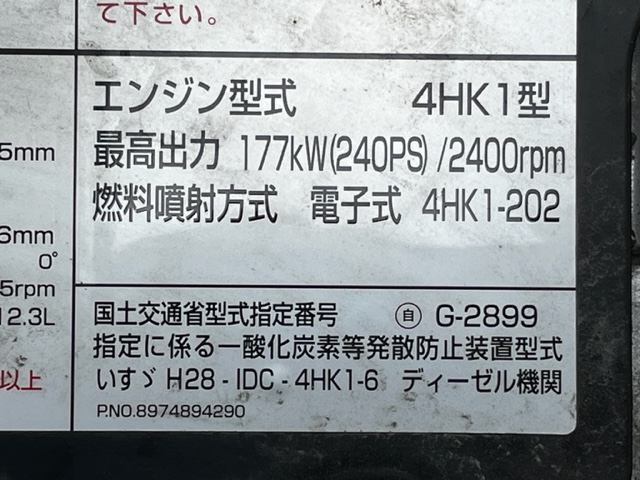 て下さい。
エンジン型式 4HK1型
5mm
最高出力 177kW(240PS)/2400rpm
燃料噴射方式 電子式 4HK1-202
6mm
0°
5rpm
12.3L
国土交通省型式指定番号 ㊂自 G-2899
指定に係る一酸化炭素等発散防止装置型式
以上
いすゞ H28 - IDC - 4HK1-6 ディーゼル機関
P.NO.8974894290